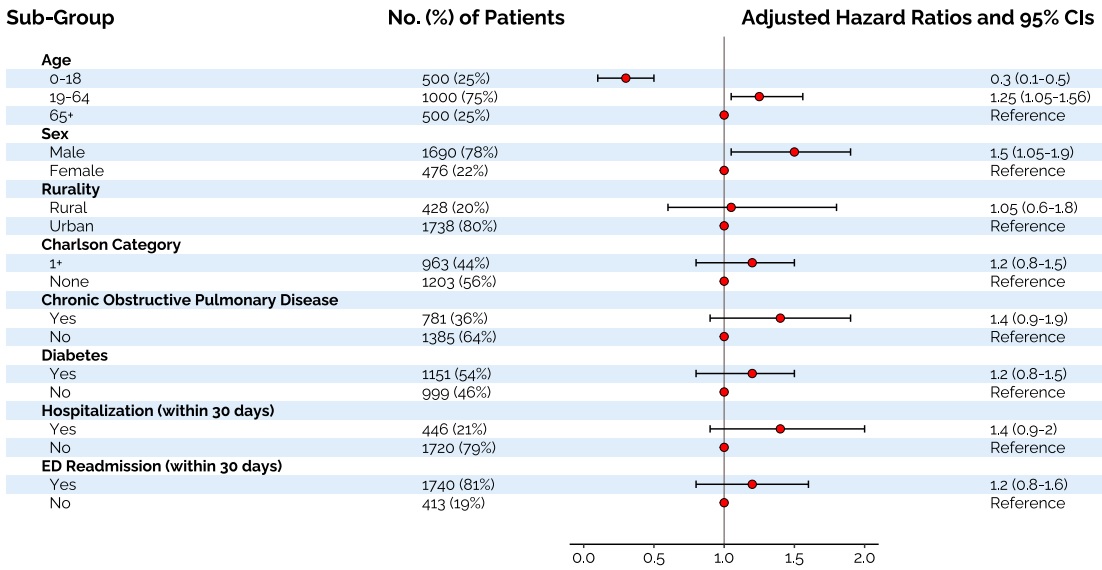 Sub-Group No. (%) of Patients Adjusted Hazard Ratios and 95% CIs
Age
0-18 500 (25%) 0.3 (0.1-0.5)
19-64 1000 (75%) 1.25 (1.05-1.56)
65+ 500 (25%) Reference
Sex
Male 1690 (78%) 1.5 (1.05-1.9)
Female 476 (22%) Reference
Rurality
Rural 428 (20%) 1.05 (0.6-1.8)
Urban 1738 (80%) Reference
Charlson Category
1+ 963 (44%) 1.2 (0.8-1.5)
None 1203 (56%) Reference
Chronic Obstructive Pulmonary Disease
Yes 781 (36%) 1.4 (0.9-1.9)
No 1385 (64%) Reference
Diabetes
Yes 1151 (54%) 1.2 (0.8-1.5)
No 999 (46%) Reference
Hospitalization (within 30 days)
Yes 446 (21%) 1.4 (0.9-2)
No 1720 (79%) Reference
ED Readmission (within 30 days)
Yes 1740 (81%) 1.2 (0.8-1.6)
No 413 (19%) Reference
0.0 0.5 1.0 1.5 2.0